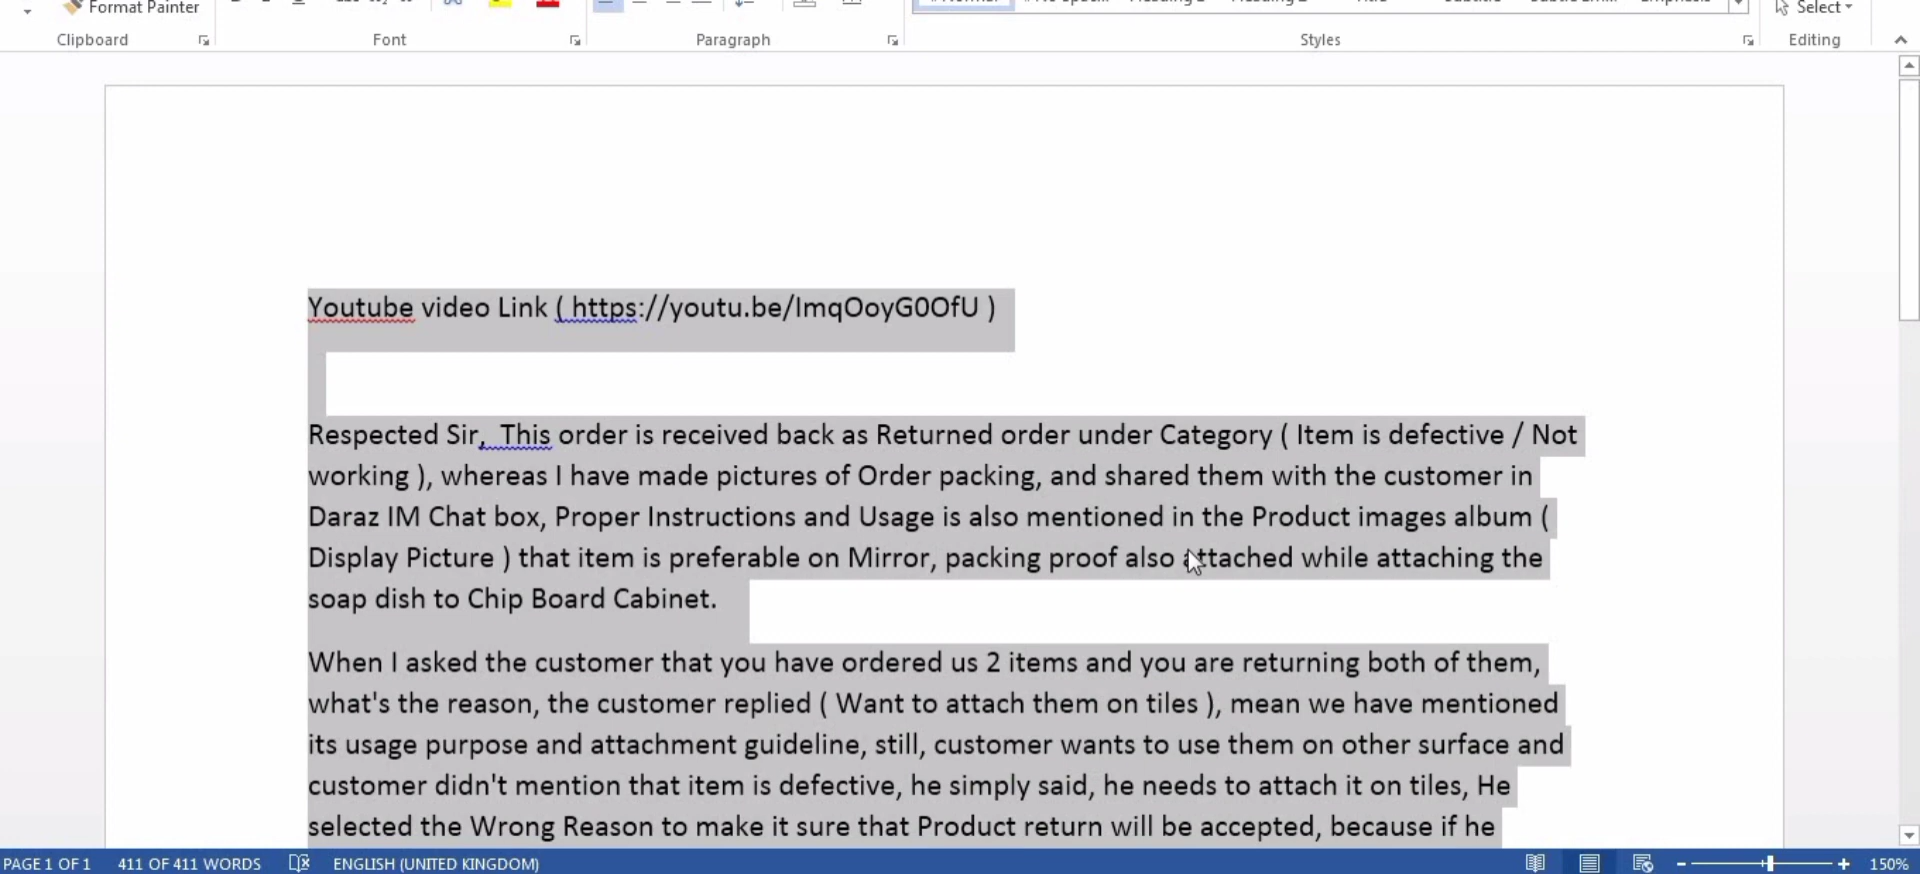 Format Painter
Select
Clipboard
Font
Paragraph
Styles
Editing
Youtube video Link ( https://youtu.be/ImqOoyG0OfU )
Respected Sir,  This order is received back as Returned order under Category ( Item is defective / Not
working ), whereas I have made pictures of Order packing, and shared them with the customer in
Daraz IM Chat box, Proper Instructions and Usage is also mentioned in the Product images album (
Display Picture ) that item is preferable on Mirror, packing proof also attached while attaching the
soap dish to Chip Board Cabinet.
When I asked the customer that you have ordered us 2 items and you are returning both of them,
what's the reason, the customer replied ( Want to attach them on tiles ), mean we have mentioned
its usage purpose and attachment guideline, still, customer wants to use them on other surface and
customer didn't mention that item is defective, he simply said, he needs to attach it on tiles, He
selected the Wrong Reason to make it sure that Product return will be accepted, because if he
PAGE 1 OF 1
411 OF 411 WORDS
ENGLISH (UNITED KINGDOM)
150%